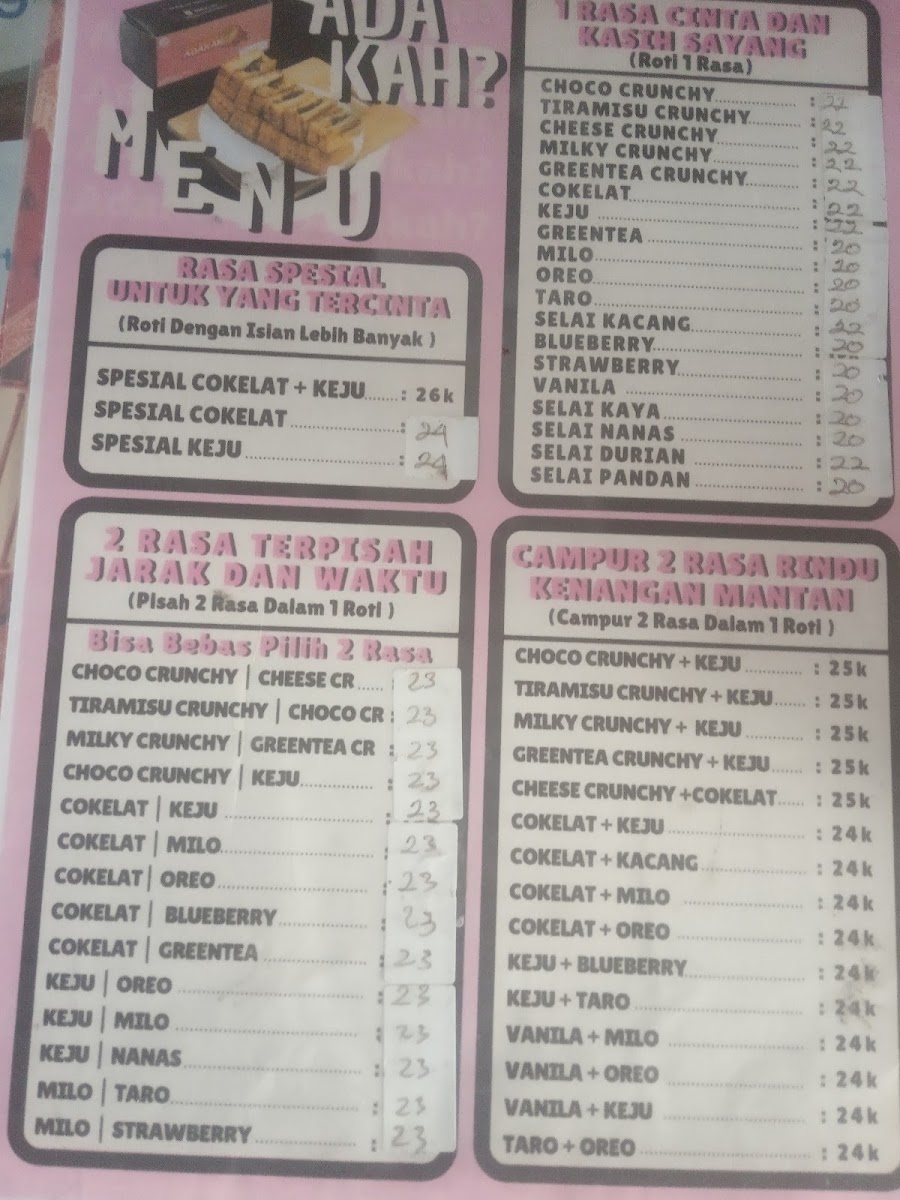 ADA
KAH?
MENU
ADAKAH
RASA SPESIAL
UNTUK YANG TERCINTA
(Roti Dengan Isian Lebih Banyak )
SPESIAL COKELAT + KEJU.......: 26k
SPESIAL COKELAT ..........: 24
SPESIAL KEJU ..........: 24
1 RASA CINTA DAN
KASIH SAYANG
(Roti 1 Rasa)
CHOCO CRUNCHY..........: 22
TIRAMISU CRUNCHY..........: 22
CHEESE CRUNCHY..........: 22
MILKY CRUNCHY..........: 22
GREENTEA CRUNCHY..........: 22
COKELAT..........: 22
KEJU ..........: 22
GREENTEA ..........: 20
MILO..........: 20
OREO..........: 20
TARO..........: 20
SELAI KACANG..........: 22
BLUEBERRY..........: 20
STRAWBERRY..........: 20
VANILA ..........: 20
SELAI KAYA ..........: 20
SELAI NANAS ..........: 20
SELAI DURIAN ..........: 22
SELAI PANDAN ..........: 20
2 RASA TERPISAH
JARAK DAN WAKTU
(Pisah 2 Rasa Dalam 1 Roti )
Bisa Bebas Pilih 2 Rasa
CHOCO CRUNCHY | CHEESE CR...... 23
TIRAMISU CRUNCHY | CHOCO CR : 23
MILKY CRUNCHY | GREENTEA CR : 23
CHOCO CRUNCHY | KEJU..........: 23
COKELAT | KEJU ..........: 23
COKELAT | MILO..........: 23
COKELAT | OREO..........: 23
COKELAT | BLUEBERRY..........: 23
COKELAT | GREENTEA ..........: 23
KEJU | OREO ..........: 23
KEJU | MILO ..........: 23
KEJU | NANAS..........: 23
MILO | TARO..........: 23
MILO | STRAWBERRY..........: 23
CAMPUR 2 RASA RINDU
KENANGAN MANTAN
(Campur 2 Rasa Dalam 1 Roti )
CHOCO CRUNCHY + KEJU ..........: 25k
TIRAMISU CRUNCHY + KEJU.......: 25k
MILKY CRUNCHY + KEJU ..........: 25k
GREENTEA CRUNCHY + KEJU.......: 25k
CHEESE CRUNCHY +COKELAT......: 25k
COKELAT + KEJU ..........: 24k
COKELAT + KACANG..........: 24k
COKELAT + MILO ..........: 24k
COKELAT + OREO ..........: 24k
KEJU + BLUEBERRY..........: 24k
KEJU + TARO ..........: 24k
VANILA + MILO ..........: 24k
VANILA + OREO ..........: 24k
VANILA + KEJU ..........: 24k
TARO + OREO ..........: 24k